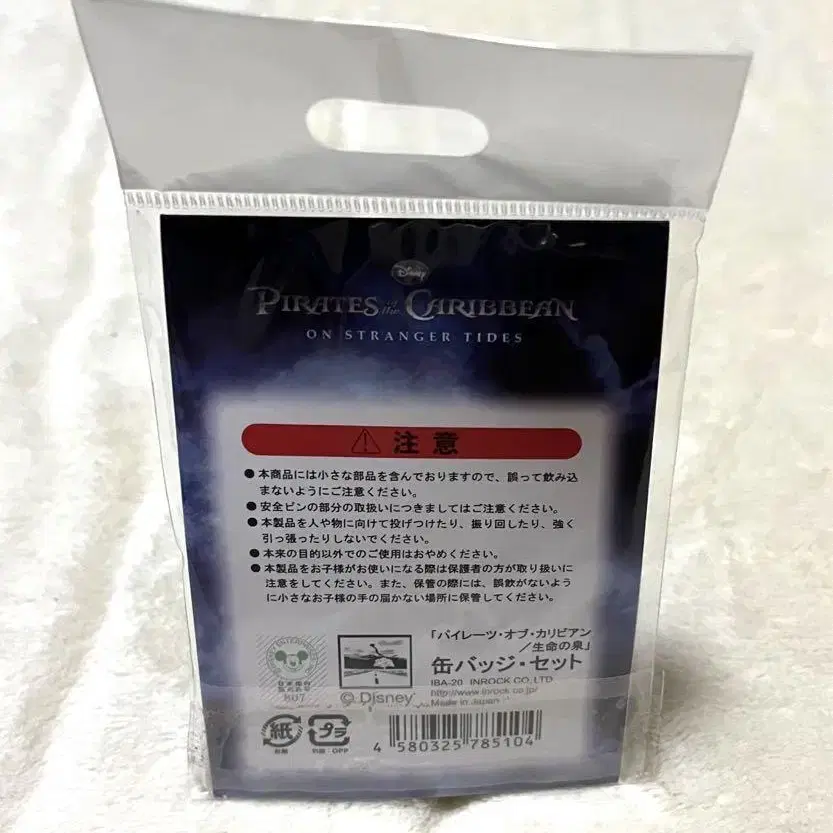 Disney
PIRATES of the CARIBBEAN
ON STRANGER TIDES
注意
●本商品には小さな部品を含んでおりますので、誤って飲み込
まないようにご注意ください。
●安全ピンの部分の取扱いにつきましてはご注意ください。
●本製品を人や物に向けて投げつけたり、振り回したり、強く
引っ張ったりしないでください。
●本来の目的以外でのご使用はおやめください。
●本製品をお子様がお使いになる際は保護者の方が取り扱いに
注意をしてください。また、保管の際には、誤飲がないよう
に小さなお子様の手の届かない場所に保管してください。
「パイレーツ・オブ・カリビアン
／生命の泉」
缶バッジ・セット
IBA-20 INROCK CO.,LTD.
http://www.inrock.co.jp/
Made in Japan
© Disney
紙
プラ
OPP
4 580325 785104